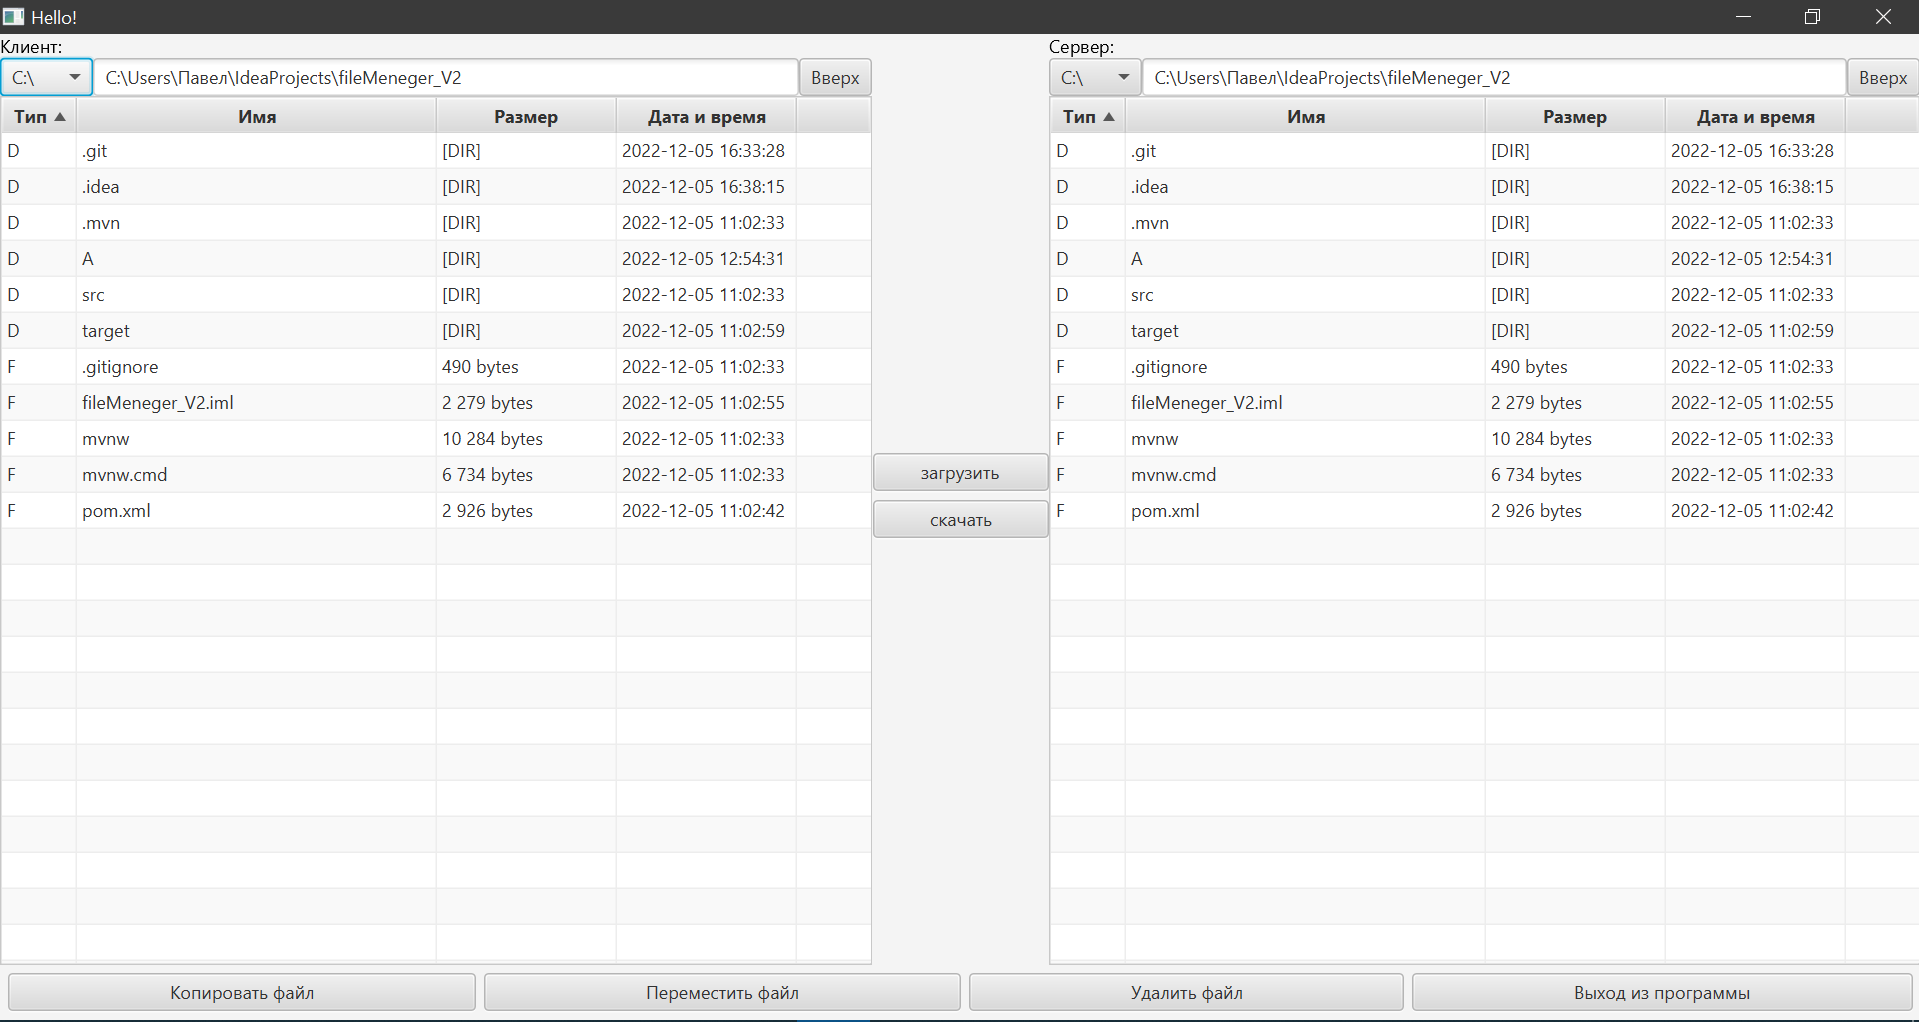 Hello!
Клиент:
C:\ C:\Users\Павел\IdeaProjects\fileMeneger_V2 Вверх
Тип Имя Размер Дата и время
D .git [DIR] 2022-12-05 16:33:28
D .idea [DIR] 2022-12-05 16:38:15
D .mvn [DIR] 2022-12-05 11:02:33
D A [DIR] 2022-12-05 12:54:31
D src [DIR] 2022-12-05 11:02:33
D target [DIR] 2022-12-05 11:02:59
F .gitignore 490 bytes 2022-12-05 11:02:33
F fileMeneger_V2.iml 2 279 bytes 2022-12-05 11:02:55
F mvnw 10 284 bytes 2022-12-05 11:02:33
F mvnw.cmd 6 734 bytes 2022-12-05 11:02:33
F pom.xml 2 926 bytes 2022-12-05 11:02:42
загрузить
скачать
Сервер:
C:\ C:\Users\Павел\IdeaProjects\fileMeneger_V2 Вверх
Тип Имя Размер Дата и время
D .git [DIR] 2022-12-05 16:33:28
D .idea [DIR] 2022-12-05 16:38:15
D .mvn [DIR] 2022-12-05 11:02:33
D A [DIR] 2022-12-05 12:54:31
D src [DIR] 2022-12-05 11:02:33
D target [DIR] 2022-12-05 11:02:59
F .gitignore 490 bytes 2022-12-05 11:02:33
F fileMeneger_V2.iml 2 279 bytes 2022-12-05 11:02:55
F mvnw 10 284 bytes 2022-12-05 11:02:33
F mvnw.cmd 6 734 bytes 2022-12-05 11:02:33
F pom.xml 2 926 bytes 2022-12-05 11:02:42
Копировать файл Переместить файл Удалить файл Выход из программы